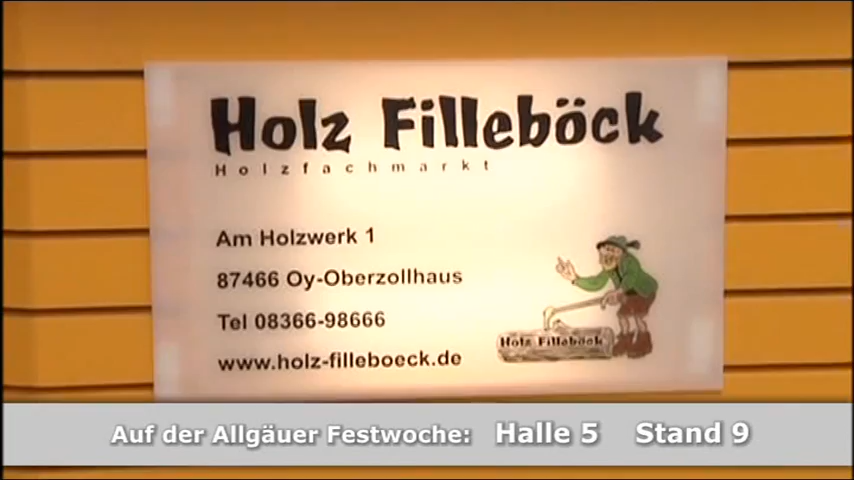 Holz Filleböck
Holzfachmarkt
Am Holzwerk 1
87466 Oy-Oberzollhaus
Tel 08366-98666
www.holz-filleboeck.de
Holz Filleböck
Auf der Allgäuer Festwoche: Halle 5 Stand 9